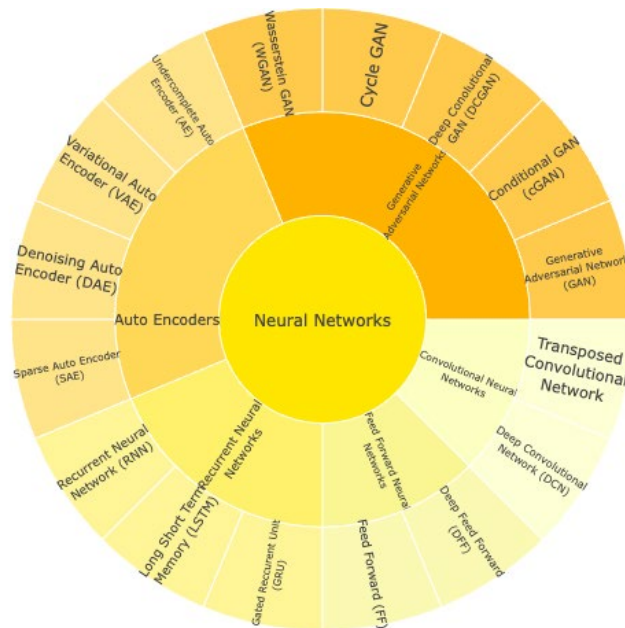 Neural Networks
Generative
Adversarial Networks
Wasserstein GAN
(WGAN)
Cycle GAN
Deep Conolutional
GAN (DCGAN)
Conditional GAN
(cGAN)
Generative
Adversarial Network
(GAN)
Convolutional Neural
Networks
Transposed
Convolutional
Network
Deep Convolutional
Network (DCN)
Feed Forward Neural
Networks
Deep Feed Forward
(DFF)
Feed Forward (FF)
Recurrent Neural
Networks
Gated Reccurent Unit
(GRU)
Long Short Term
Memory (LSTM)
Recurrent Neural
Network (RNN)
Auto Encoders
Sparse Auto Encoder
(SAE)
Denoising Auto
Encoder (DAE)
Variational Auto
Encoder (VAE)
Undercomplete Auto
Encoder (AE)